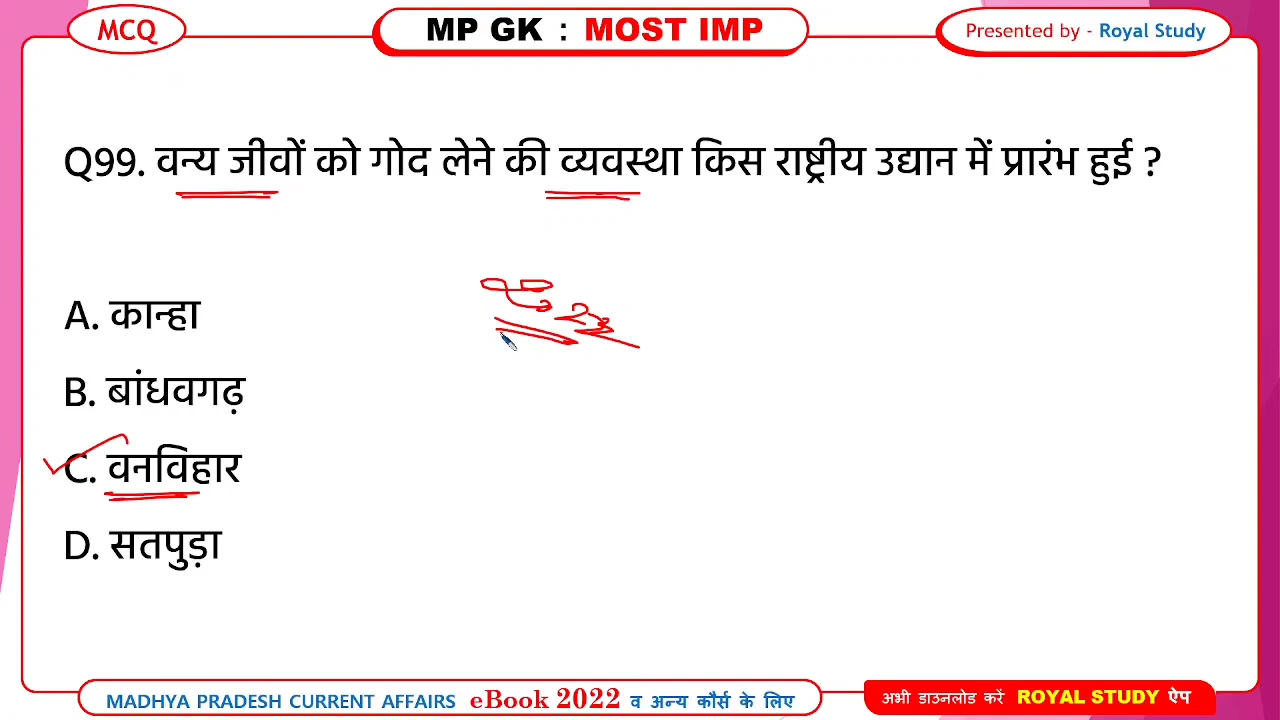 MCQ
MP GK : MOST IMP
Presented by - Royal Study
Q99. वन्य जीवों को गोद लेने की व्यवस्था किस राष्ट्रीय उद्यान में प्रारंभ हुई ?
A. कान्हा
B. बांधवगढ़
C. वनविहार
D. सतपुड़ा
MADHYA PRADESH CURRENT AFFAIRS eBook 2022 व अन्य कौर्स के लिए
अभी डाउनलोड करें ROYAL STUDY ऐप